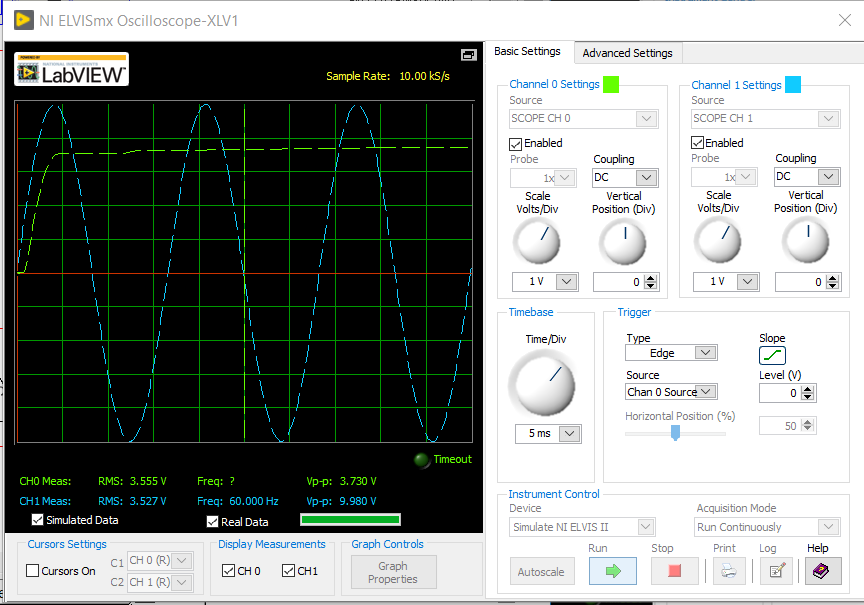 NI ELVISmx Oscilloscope-XLV1
POWERED BY
NATIONAL INSTRUMENTS
LabVIEW™
Sample Rate: 10.00 kS/s
Timeout
CH0 Meas: RMS: 3.555 V Freq: ? Vp-p: 3.730 V
CH1 Meas: RMS: 3.527 V Freq: 60.000 Hz Vp-p: 9.980 V
Simulated Data Real Data
Cursors Settings
Cursors On
C1 CH 0 (R)
C2 CH 1 (R)
Display Measurements
CH 0 CH1
Graph Controls
Graph
Properties
Basic Settings Advanced Settings
Channel 0 Settings
Source
SCOPE CH 0
Enabled
Probe Coupling
1x DC
Scale Vertical
Volts/Div Position (Div)
1 V 0
Channel 1 Settings
Source
SCOPE CH 1
Enabled
Probe Coupling
1x DC
Scale Vertical
Volts/Div Position (Div)
1 V 0
Timebase
Time/Div
5 ms
Trigger
Type Slope
Edge
Source Level (V)
Chan 0 Source 0
Horizontal Position (%)
50
Instrument Control
Device Acquisition Mode
Simulate NI ELVIS II Run Continuously
Run Stop Print Log Help
Autoscale